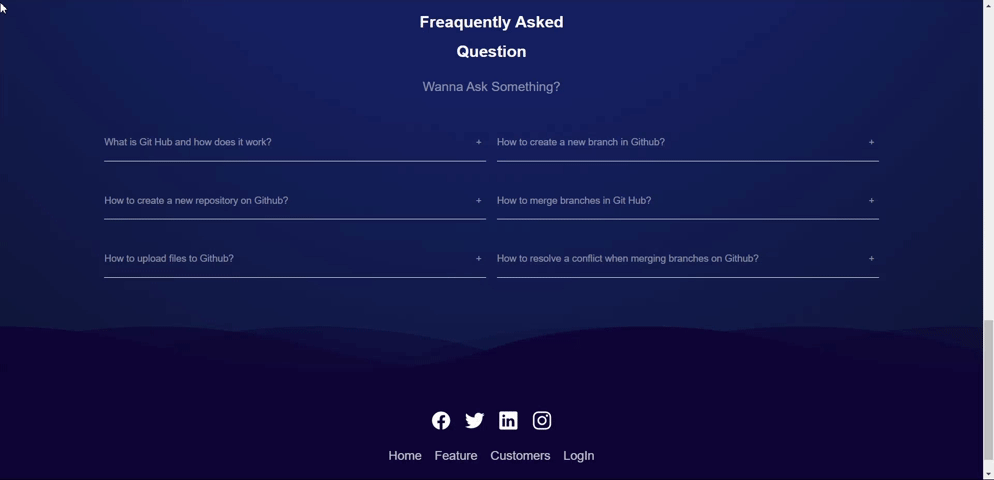 Freaquently Asked
Question
Wanna Ask Something?
What is Git Hub and how does it work? +
How to create a new branch in Github? +
How to create a new repository on Github? +
How to merge branches in Git Hub? +
How to upload files to Github? +
How to resolve a conflict when merging branches on Github? +
Home Feature Customers LogIn